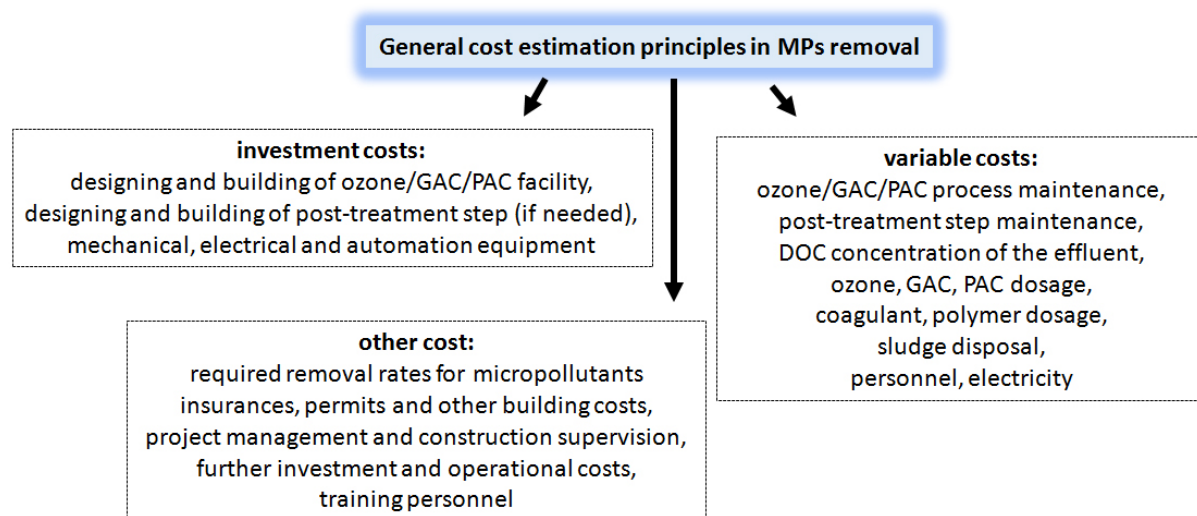 General cost estimation principles in MPs removal
investment costs:
designing and building of ozone/GAC/PAC facility,
designing and building of post-treatment step (if needed),
mechanical, electrical and automation equipment
variable costs:
ozone/GAC/PAC process maintenance,
post-treatment step maintenance,
DOC concentration of the effluent,
ozone, GAC, PAC dosage,
coagulant, polymer dosage,
sludge disposal,
personnel, electricity
other cost:
required removal rates for micropollutants
insurances, permits and other building costs,
project management and construction supervision,
further investment and operational costs,
training personnel